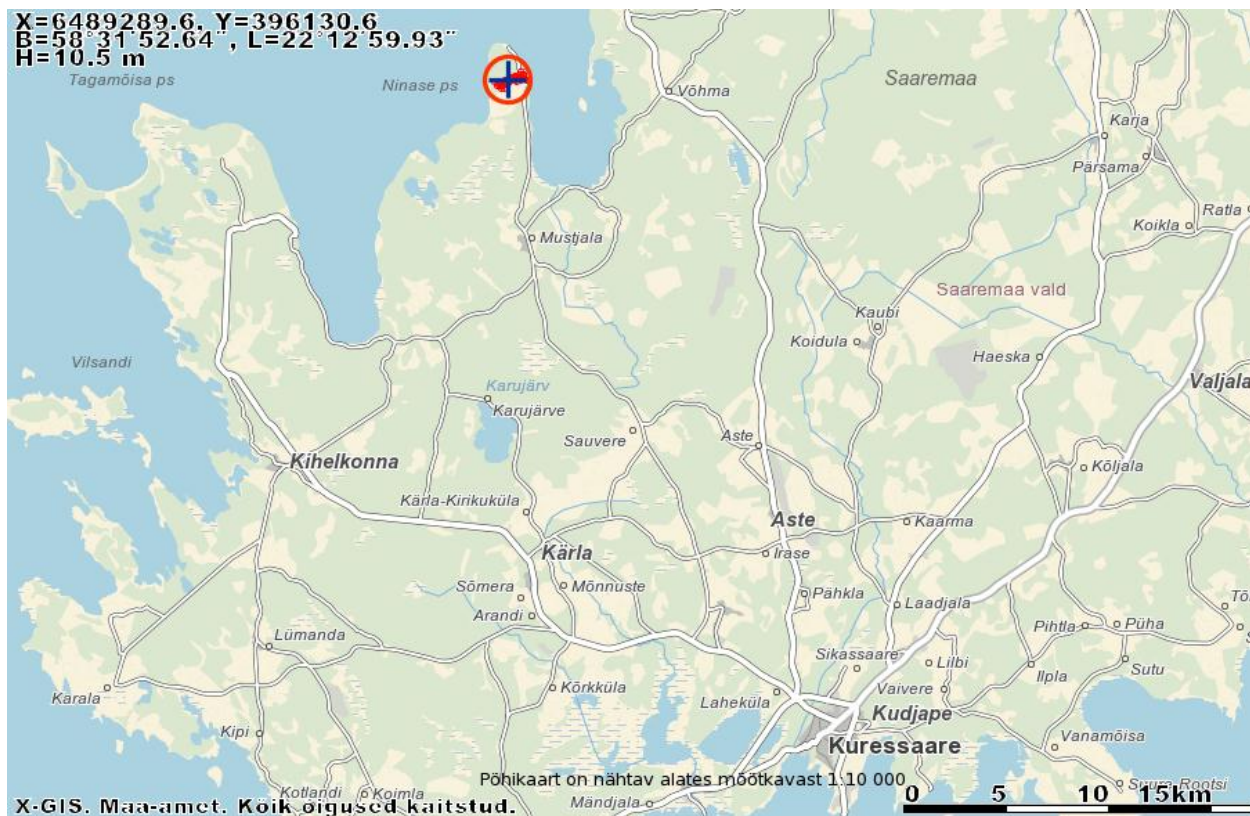 X=6489289.6, Y=396130.6
B=58°31'52.64", L=22°12'59.93"
H=10.5 m
Tagamõisa ps
Ninase ps
Saaremaa
Võhma
Karja
Pärsama
Ratla
Koikla
Mustjala
Saaremaa vald
Kaubi
Koidula
Haeska
Vilsandi
Valjala
Karujärv
Karujärve
Sauvere
Aste
Kihelkonna
Kõljala
Kärla-Kirikuküla
Aste
Kaarma
Kärla
Irase
Sõmera
Mõnnuste
Pähkla
Arandi
Laadjala
Tõ
Lümanda
Pihtla
Püha
S
Sikassaare
Lilbi
Ilpla
Sutu
Karala
Kõrkküla
Laheküla
Vaivere
Kudjape
Kipi
Kuressaare
Vanamõisa
Põhikaart on nähtav alates mõõtkavast 1:10 000
Suure-Rootsi
Kotlandi
Koimla
Mändjala
0 5 10 15km
X-GIS. Maa-amet. Kõik õigused kaitstud.